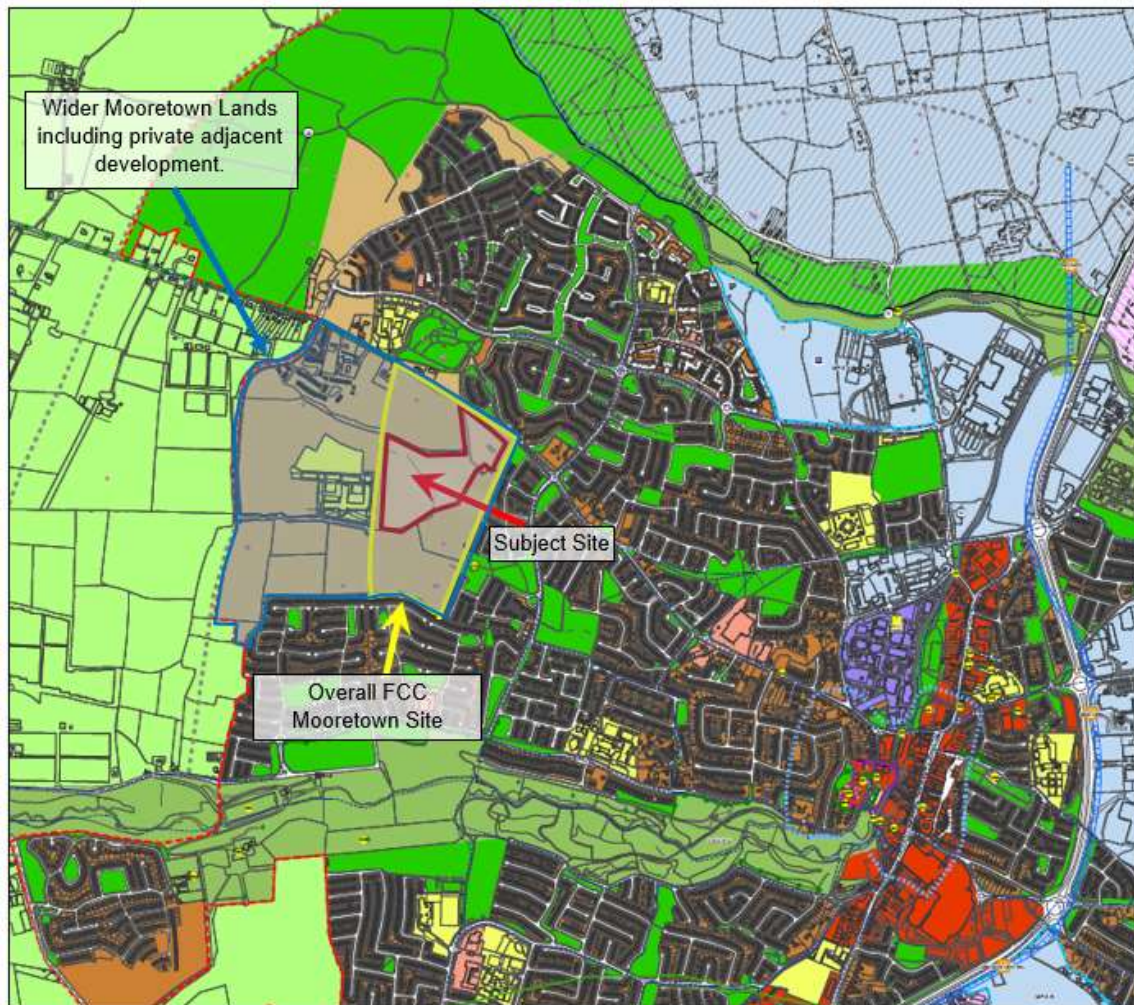 Wider Mooretown Lands
including private adjacent
development.
Subject Site
Overall FCC
Mooretown Site